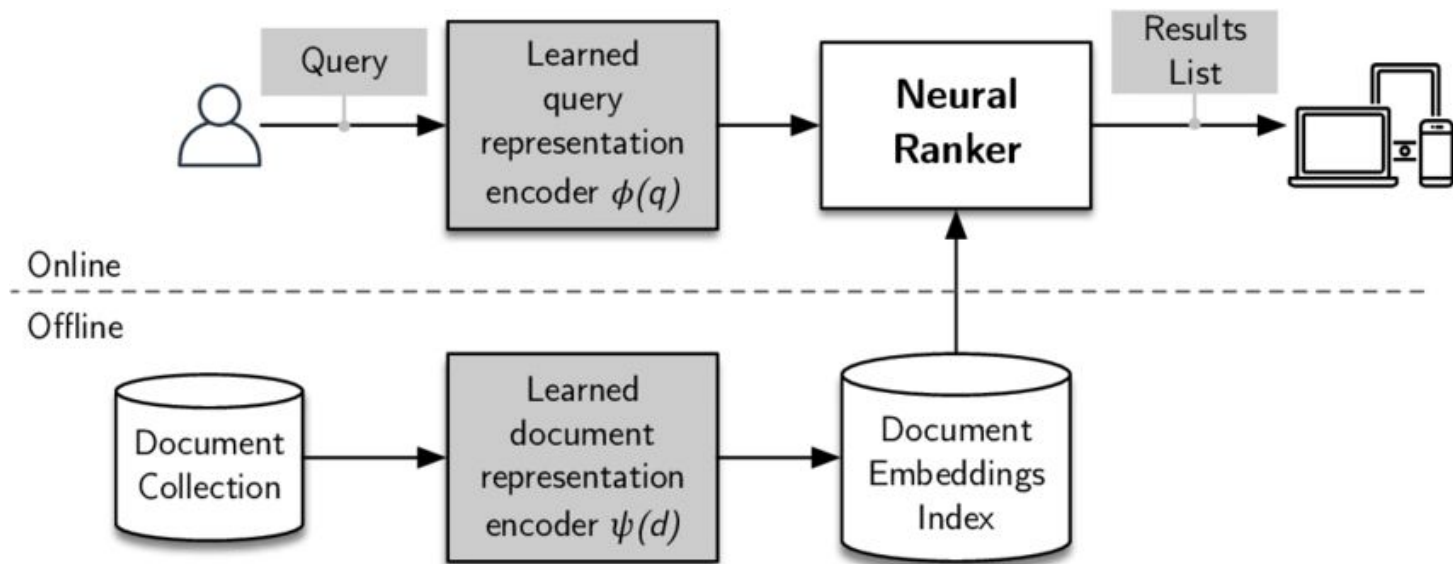 Query
Learned
query
representation
encoder ϕ(q)
Neural
Ranker
Results
List
Online
Offline
Document
Collection
Learned
document
representation
encoder ψ(d)
Document
Embeddings
Index